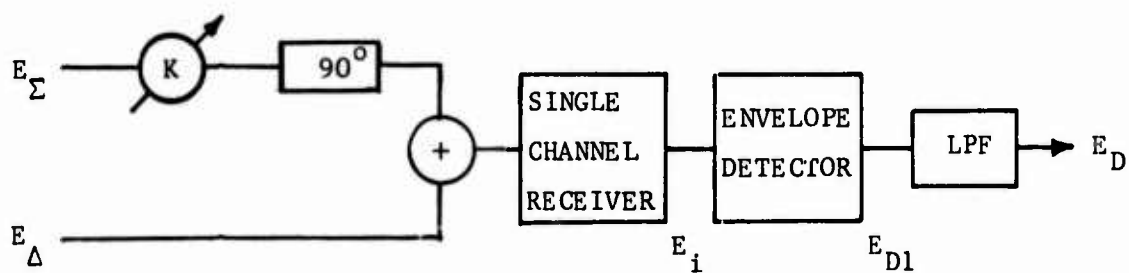 E_Σ
K
90°
+
SINGLE
CHANNEL
RECEIVER
ENVELOPE
DETECTOR
LPF
E_D
E_Δ
E_i
E_D1